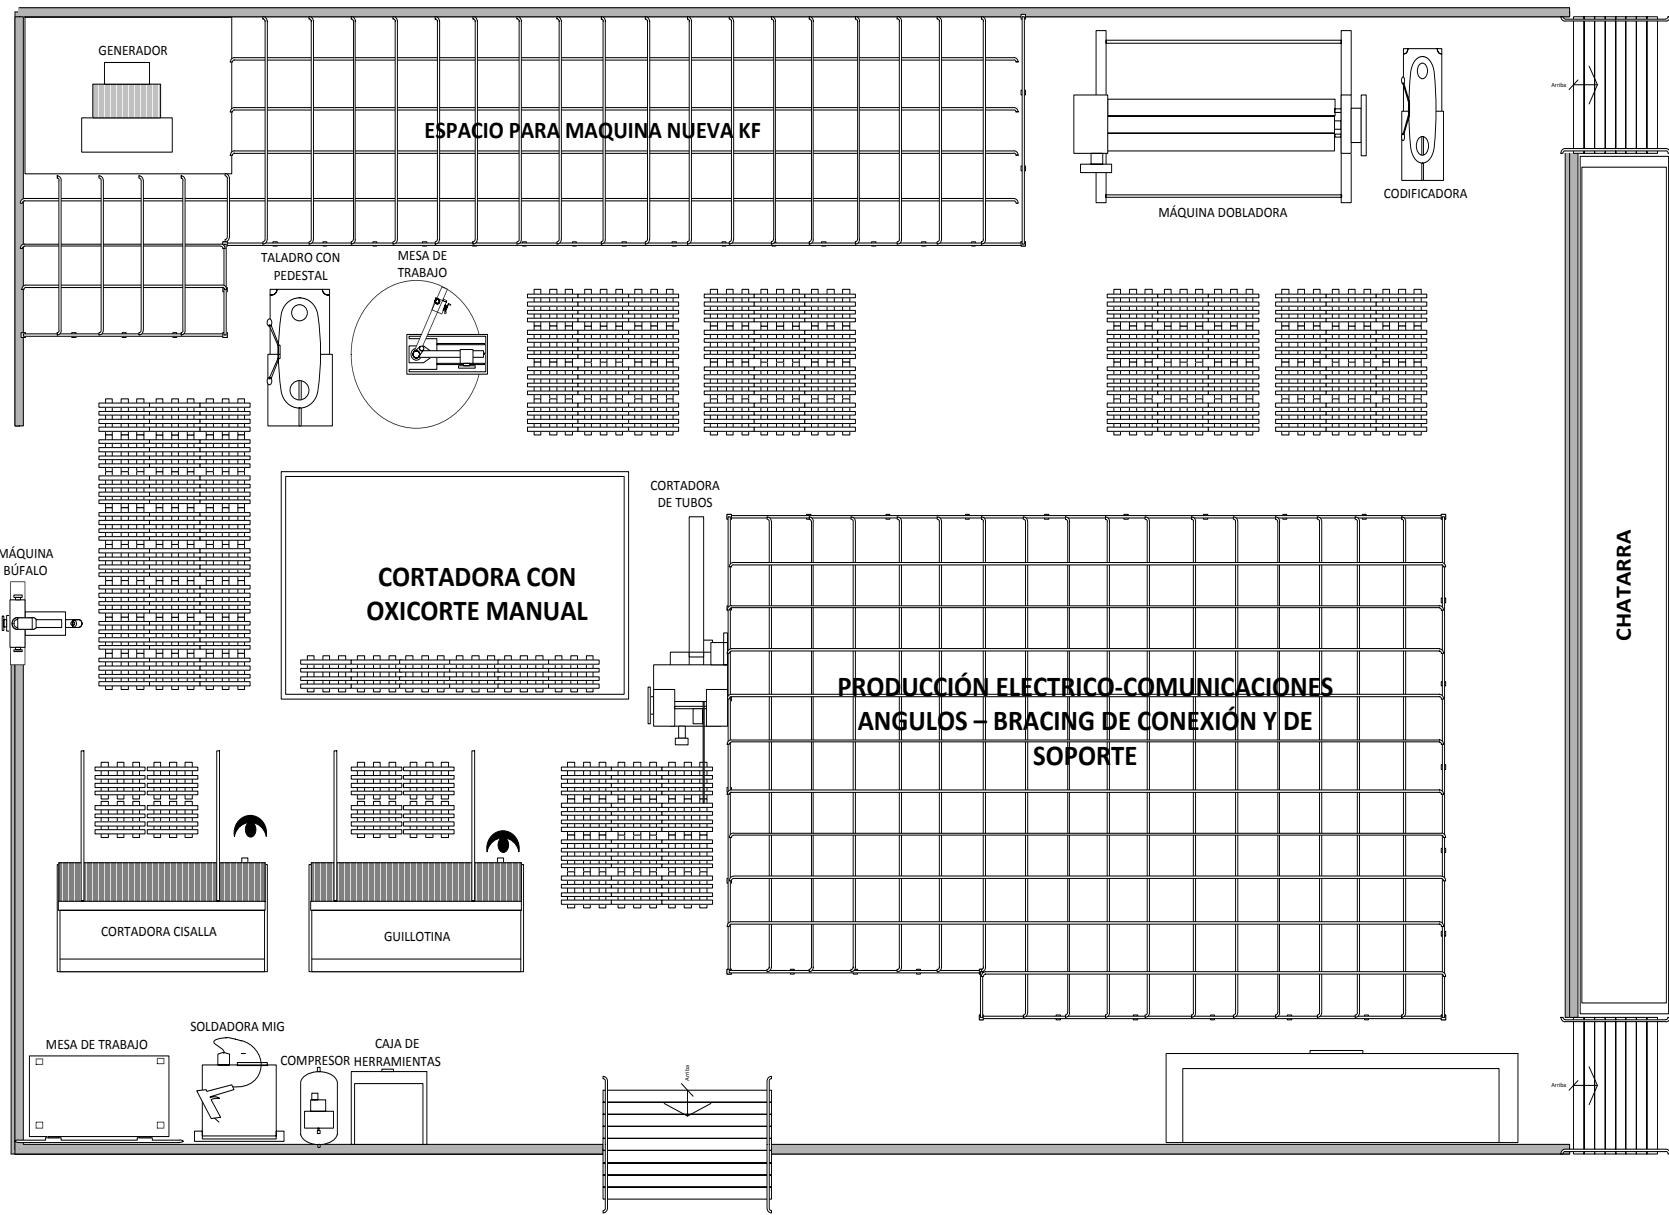 GENERADOR
ESPACIO PARA MAQUINA NUEVA KF
Arriba
CODIFICADORA
MÁQUINA DOBLADORA
TALADRO CON
PEDESTAL
MESA DE
TRABAJO
CORTADORA
DE TUBOS
MÁQUINA
BÚFALO
CORTADORA CON
OXICORTE MANUAL
CHATARRA
PRODUCCIÓN ELECTRICO-COMUNICACIONES
ANGULOS – BRACING DE CONEXIÓN Y DE
SOPORTE
CORTADORA CISALLA
GUILLOTINA
MESA DE TRABAJO
SOLDADORA MIG
COMPRESOR
CAJA DE
HERRAMIENTAS
Arriba
Arriba